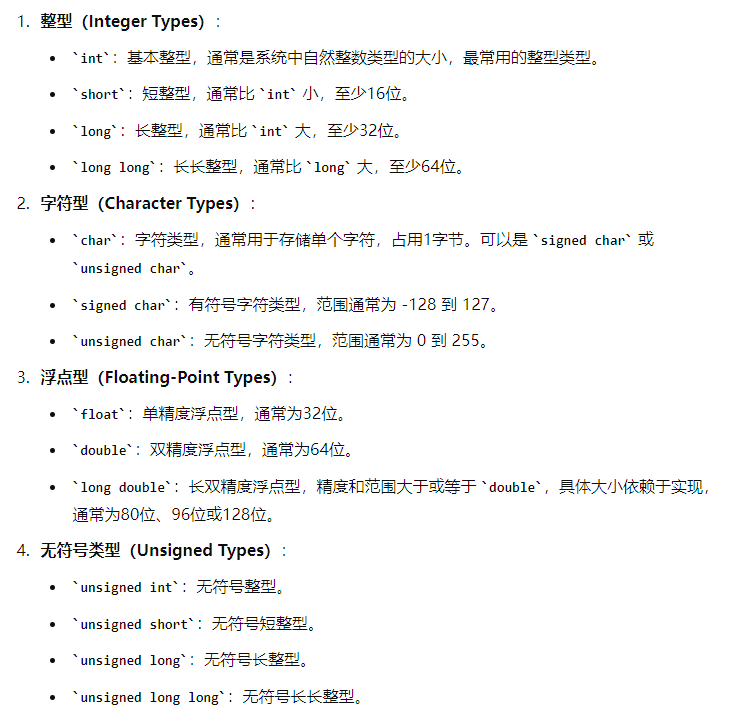 1. 整型（Integer Types）：
• `int`：基本整型，通常是系统中自然整数类型的大小，最常用的整型类型。
• `short`：短整型，通常比 `int` 小，至少16位。
• `long`：长整型，通常比 `int` 大，至少32位。
• `long long`：长长整型，通常比 `long` 大，至少64位。
2. 字符型（Character Types）：
• `char`：字符类型，通常用于存储单个字符，占用1字节。可以是 `signed char` 或
`unsigned char`。
• `signed char`：有符号字符类型，范围通常为 -128 到 127。
• `unsigned char`：无符号字符类型，范围通常为 0 到 255。
3. 浮点型（Floating-Point Types）：
• `float`：单精度浮点型，通常为32位。
• `double`：双精度浮点型，通常为64位。
• `long double`：长双精度浮点型，精度和范围大于或等于 `double`，具体大小依赖于实现，
通常为80位、96位或128位。
4. 无符号类型（Unsigned Types）：
• `unsigned int`：无符号整型。
• `unsigned short`：无符号短整型。
• `unsigned long`：无符号长整型。
• `unsigned long long`：无符号长长整型。